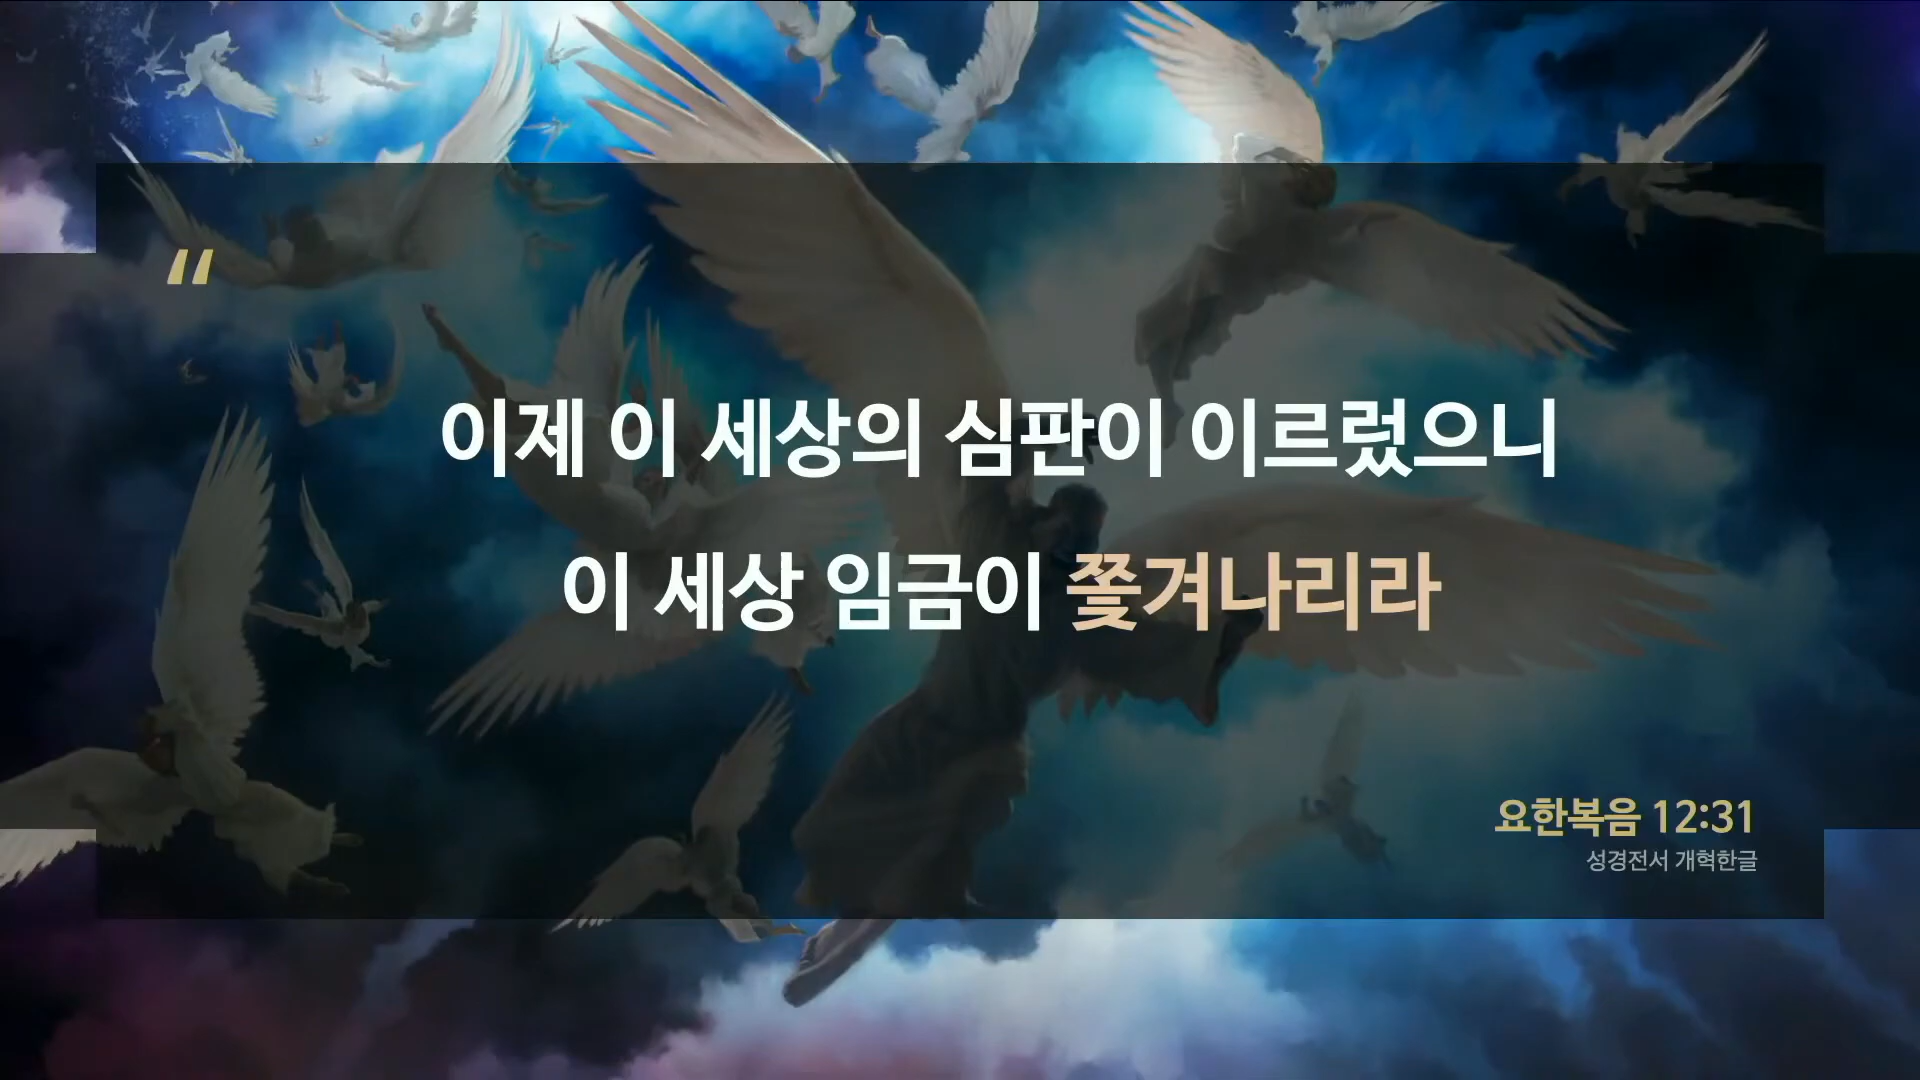 “
이제 이 세상의 심판이 이르렀으니
이 세상 임금이 쫓겨나리라
요한복음 12:31
성경전서 개혁한글